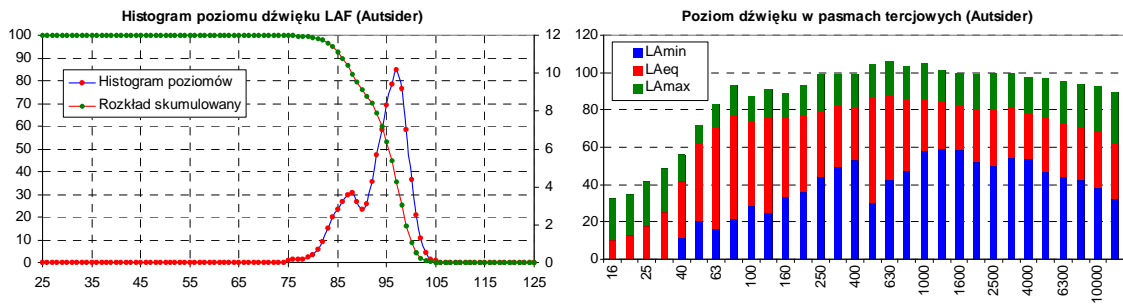 Histogram poziomu dźwięku LAF (Autsider)
100
90
80
70
60
50
40
30
20
10
0
12
10
8
6
4
2
0
Histogram poziomów
Rozkład skumulowany
25 35 45 55 65 75 85 95 105 115 125
Poziom dźwięku w pasmach tercjowych (Autsider)
120
100
80
60
40
20
0
LAmin
LAeq
LAmax
16 25 40 63 100 160 250 400 630 1000 1600 2500 4000 6300 10000